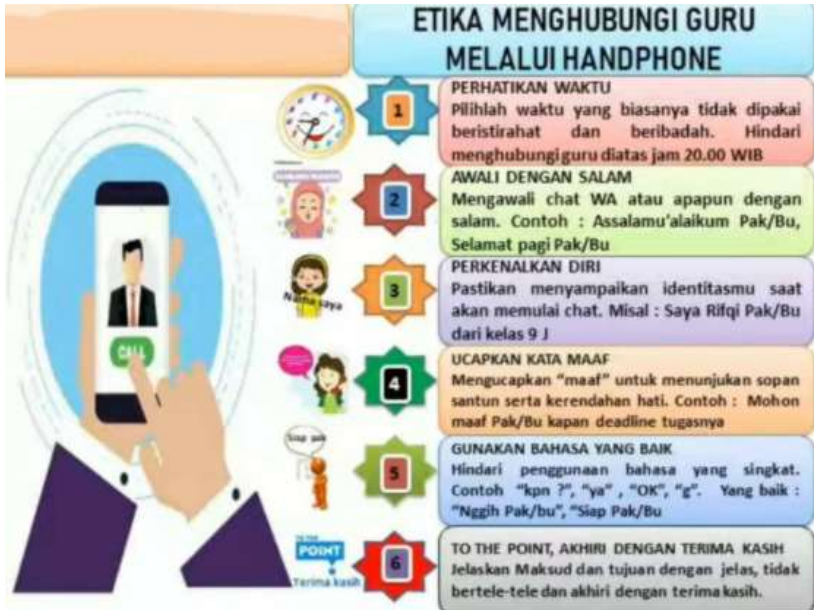 ETIKA MENGHUBUNGI GURU
MELALUI HANDPHONE
1
PERHATIKAN WAKTU
Pilihlah waktu yang biasanya tidak dipakai
beristirahat dan beribadah. Hindari
menghubungi guru diatas jam 20.00 WIB
2
AWALI DENGAN SALAM
Mengawali chat WA atau apapun dengan
salam. Contoh : Assalamu'alaikum Pak/Bu,
Selamat pagi Pak/Bu
Nama saya
3
PERKENALKAN DIRI
Pastikan menyampaikan identitasmu saat
akan memulai chat. Misal : Saya Rifqi Pak/Bu
dari kelas 9 J
CALL
4
UCAPKAN KATA MAAF
Mengucapkan "maaf" untuk menunjukan sopan
santun serta kerendahan hati. Contoh : Mohon
maaf Pak/Bu kapan deadline tugasnya
Siap pak
5
GUNAKAN BAHASA YANG BAIK
Hindari penggunaan bahasa yang singkat.
Contoh "kpn ?", "ya" , "OK", "g". Yang baik :
"Nggih Pak/bu", "Siap Pak/Bu
TO THE
POINT
Terima kasih
6
TO THE POINT, AKHIRI DENGAN TERIMA KASIH
Jelaskan Maksud dan tujuan dengan jelas, tidak
bertele-tele dan akhiri dengan terima kasih.